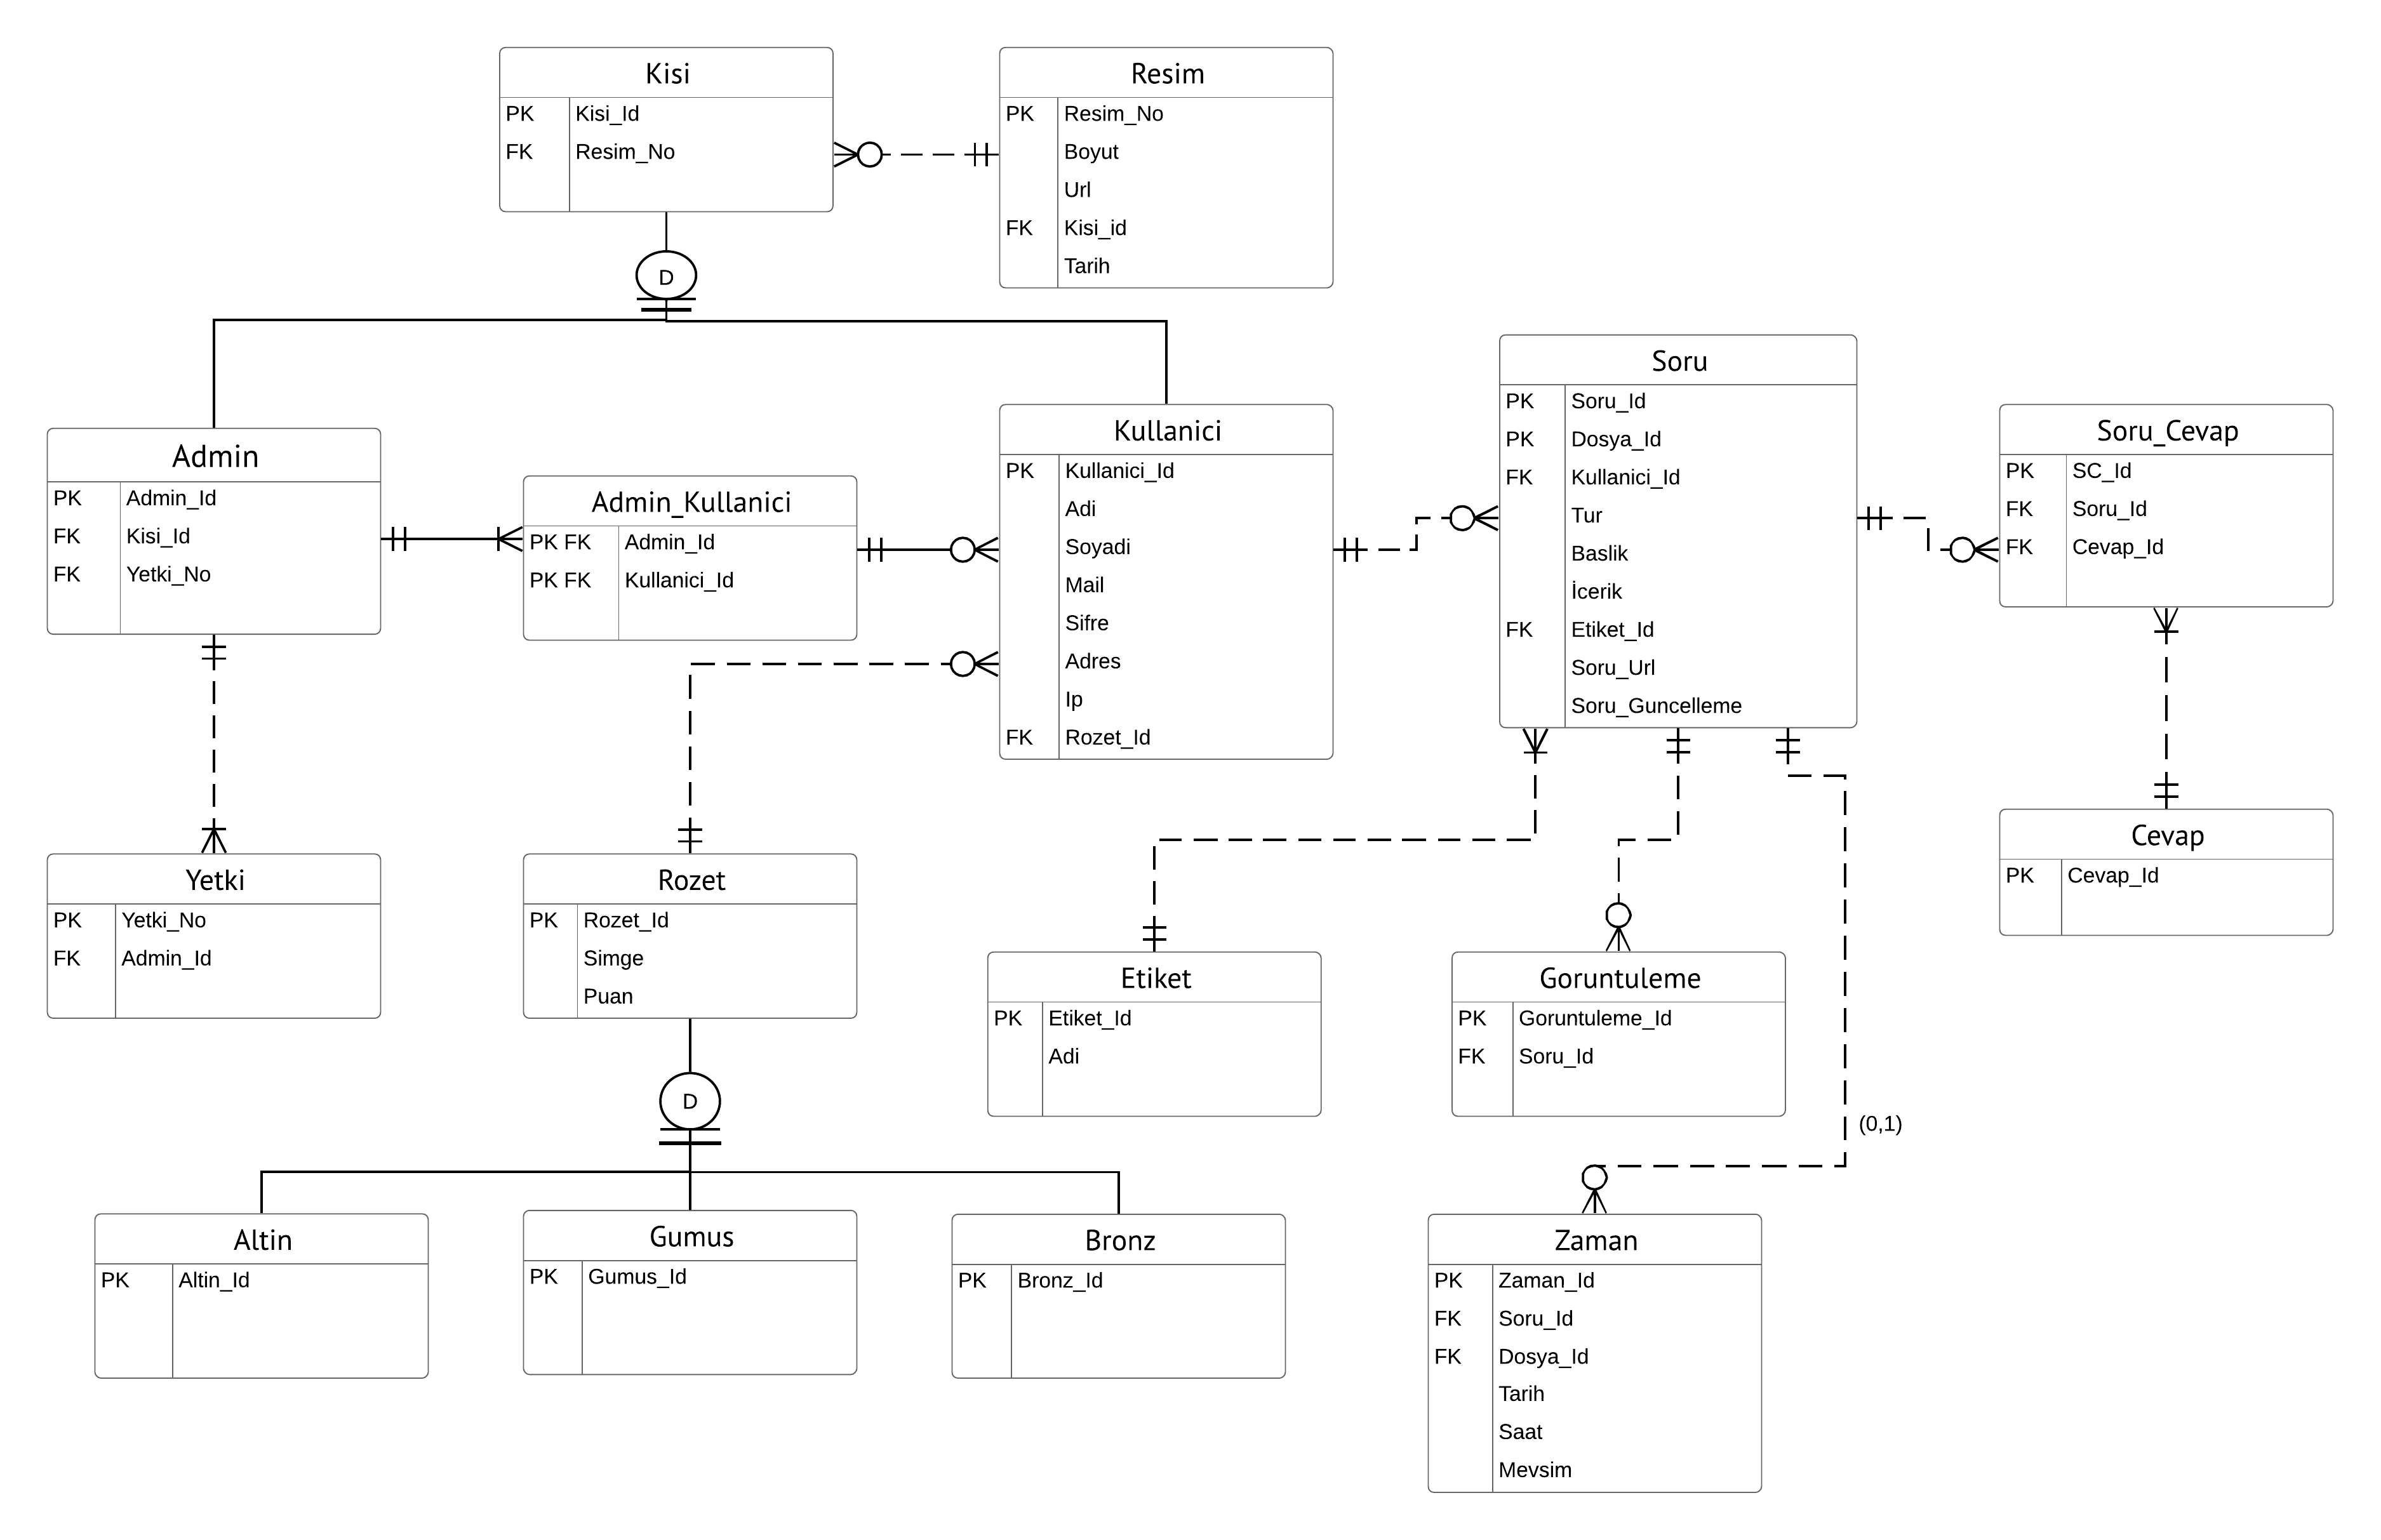 Kisi
PK Kisi_Id
FK Resim_No
Resim
PK Resim_No
Boyut
Url
FK Kisi_id
Tarih
D
Admin
PK Admin_Id
FK Kisi_Id
FK Yetki_No
Admin_Kullanici
PK FK Admin_Id
PK FK Kullanici_Id
Kullanici
PK Kullanici_Id
Adi
Soyadi
Mail
Sifre
Adres
Ip
FK Rozet_Id
Soru
PK Soru_Id
PK Dosya_Id
FK Kullanici_Id
Tur
Baslik
İcerik
FK Etiket_Id
Soru_Url
Soru_Guncelleme
Soru_Cevap
PK SC_Id
FK Soru_Id
FK Cevap_Id
Yetki
PK Yetki_No
FK Admin_Id
Rozet
PK Rozet_Id
Simge
Puan
Etiket
PK Etiket_Id
Adi
Goruntuleme
PK Goruntuleme_Id
FK Soru_Id
Cevap
PK Cevap_Id
D
(0,1)
Altin
PK Altin_Id
Gumus
PK Gumus_Id
Bronz
PK Bronz_Id
Zaman
PK Zaman_Id
FK Soru_Id
FK Dosya_Id
Tarih
Saat
Mevsim